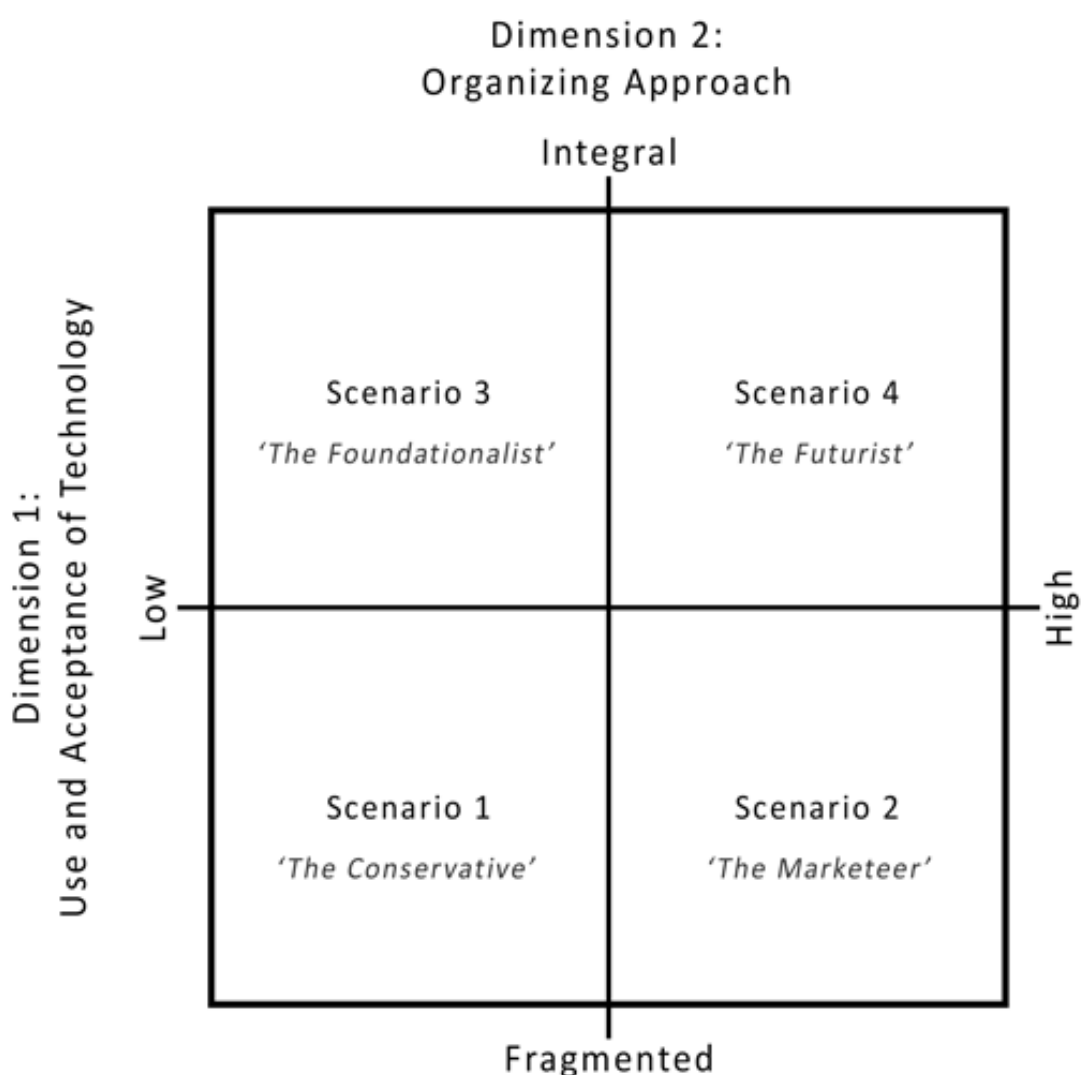 Dimension 2:
Organizing Approach
Integral
Dimension 1:
Use and Acceptance of Technology
Low
High
Scenario 3
‘The Foundationalist’
Scenario 4
‘The Futurist’
Scenario 1
‘The Conservative’
Scenario 2
‘The Marketeer’
Fragmented